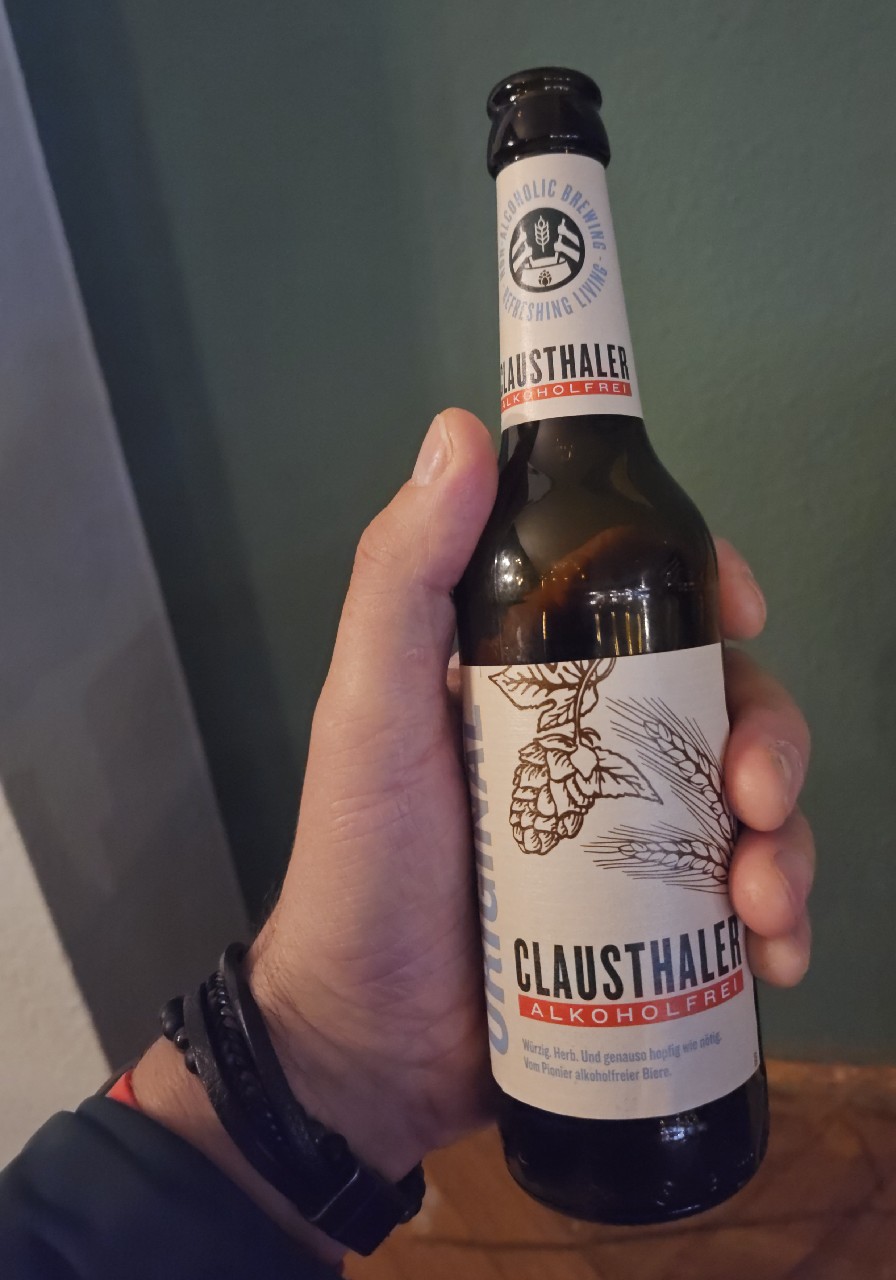 NON-ALCOHOLIC BREWING
REFRESHING LIVING
CLAUSTHALER
ALKOHOLFREI
ORIGINAL
CLAUSTHALER
ALKOHOLFREI
Würzig. Herb. Und genauso hopfig wie nötig.
Vom Pionier alkoholfreier Biere.